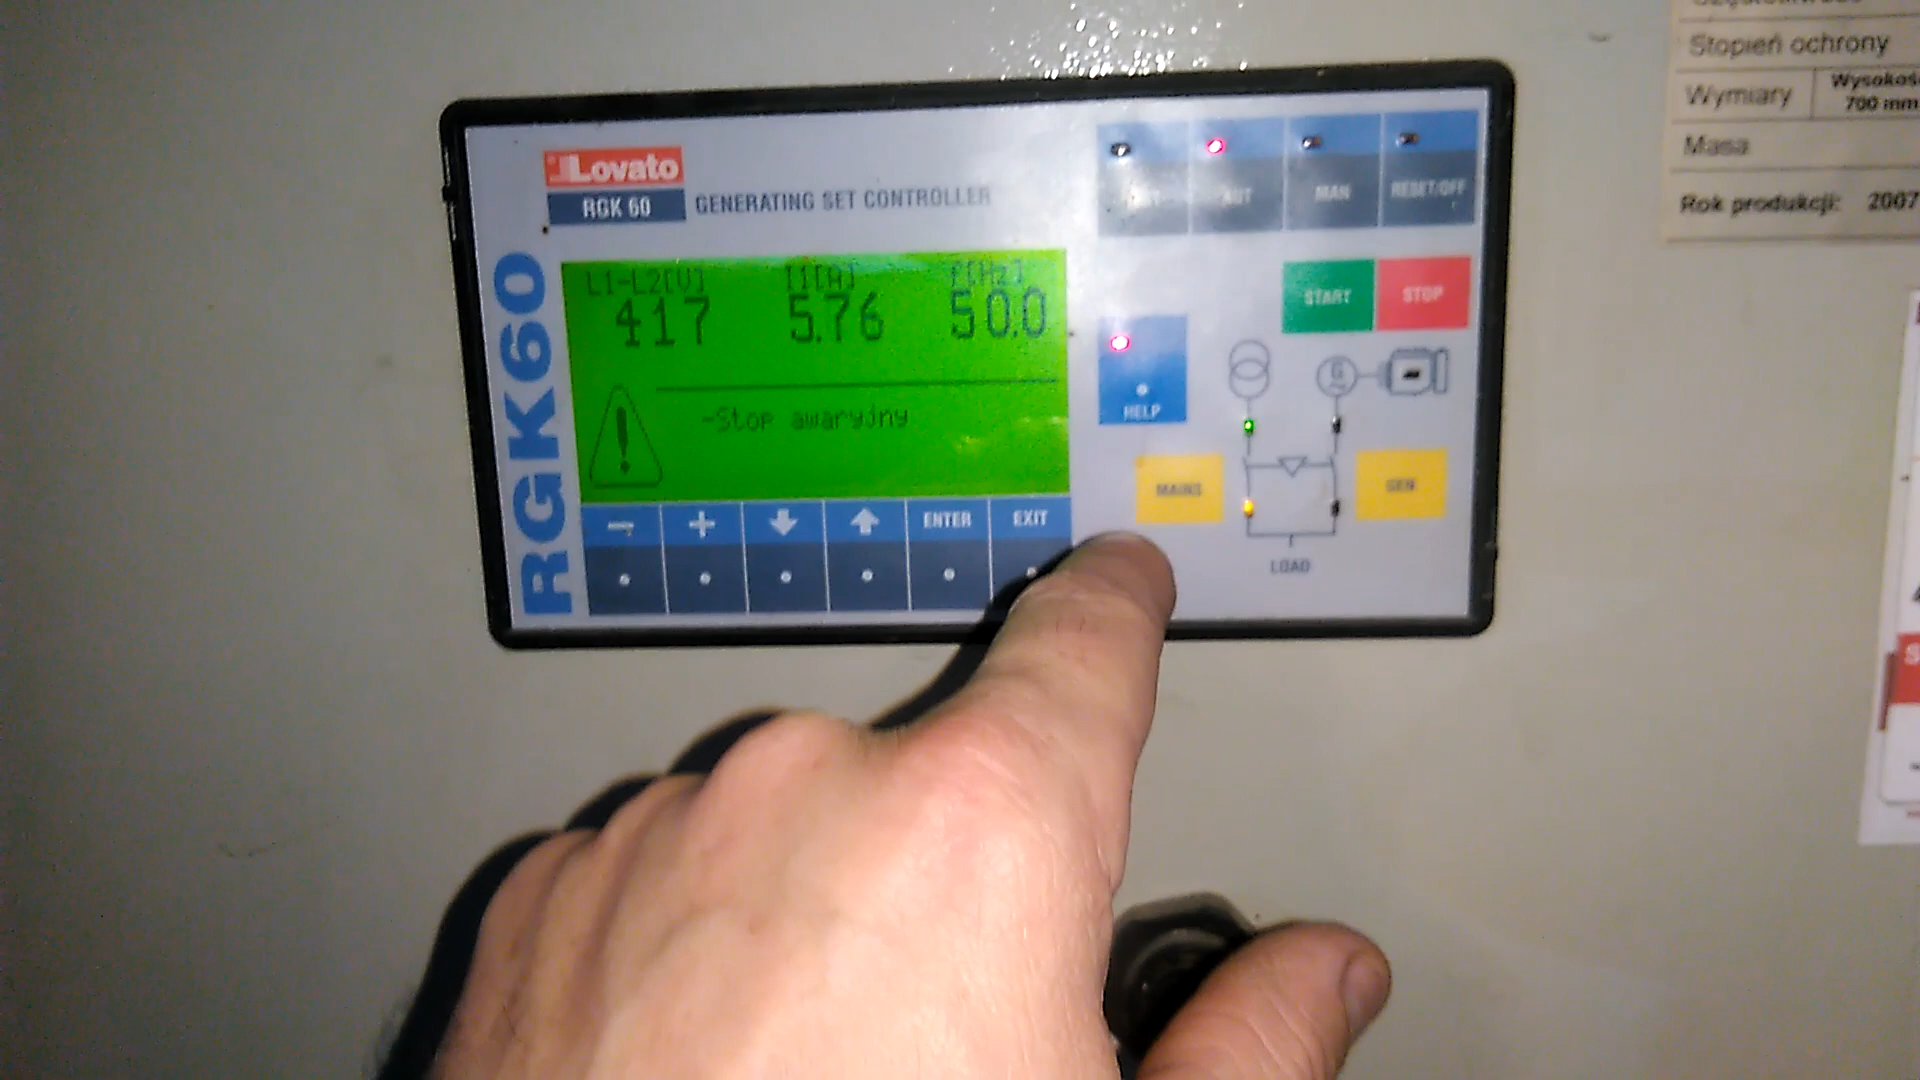 Stopień ochrony
Wymiary
Wysokość
700 mm
Masa
Rok produkcji: 2007
Lovato
RGK 60
GENERATING SET CONTROLLER
AUT
MAN
RESET/OFF
RGK60
L1-L2[V] I1[A] f[Hz]
417 5.76 50.0
-Stop awaryjny
START
STOP
HELP
G
MAINS
GEN
LOAD
- + ENTER EXIT